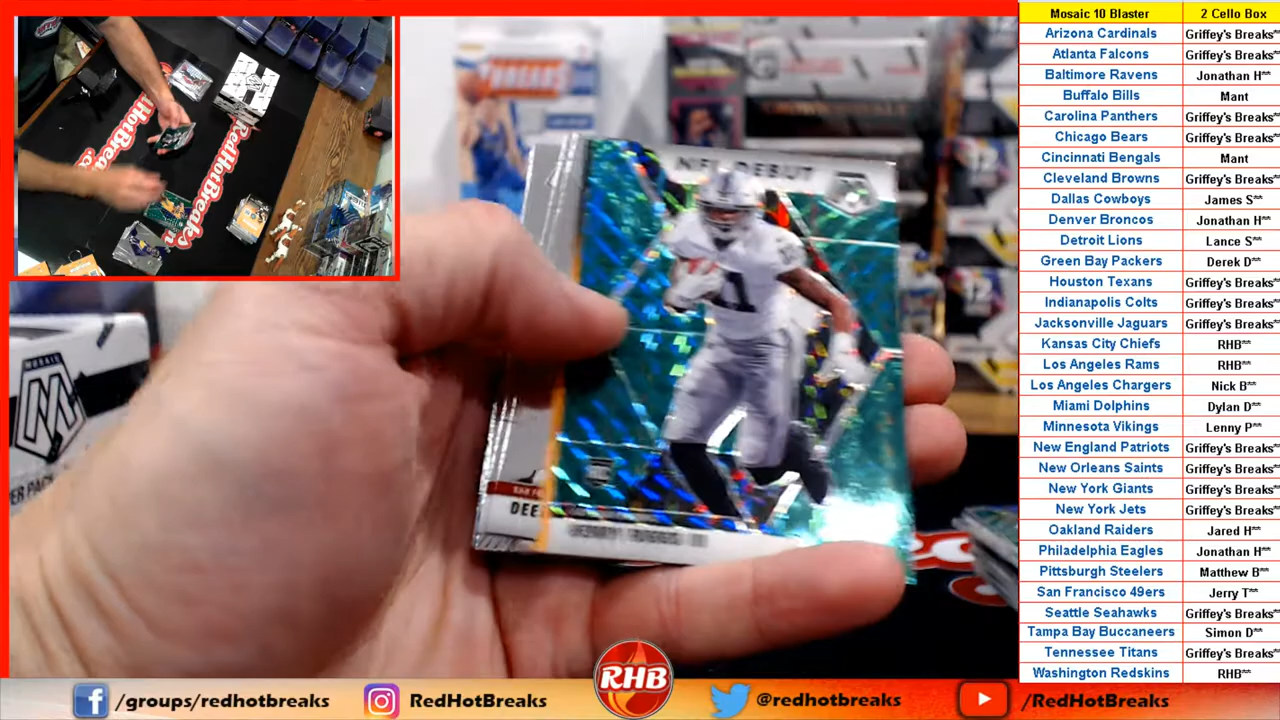 Mosaic 10 Blaster 2 Cello Box
Arizona Cardinals Griffey's Breaks**
Atlanta Falcons Griffey's Breaks**
Baltimore Ravens Jonathan H**
Buffalo Bills Mant
Carolina Panthers Griffey's Breaks**
Chicago Bears Griffey's Breaks**
Cincinnati Bengals Mant
Cleveland Browns Griffey's Breaks**
Dallas Cowboys James S**
Denver Broncos Jonathan H**
Detroit Lions Lance S**
Green Bay Packers Derek D**
Houston Texans Griffey's Breaks**
Indianapolis Colts Griffey's Breaks**
Jacksonville Jaguars Griffey's Breaks**
Kansas City Chiefs RHB**
Los Angeles Rams RHB**
Los Angeles Chargers Nick B**
Miami Dolphins Dylan D**
Minnesota Vikings Lenny P**
New England Patriots Griffey's Breaks**
New Orleans Saints Griffey's Breaks**
New York Giants Griffey's Breaks**
New York Jets Griffey's Breaks**
Oakland Raiders Jared H**
Philadelphia Eagles Jonathan H**
Pittsburgh Steelers Matthew B**
San Francisco 49ers Jerry T**
Seattle Seahawks Griffey's Breaks**
Tampa Bay Buccaneers Simon D**
Tennessee Titans Griffey's Breaks**
Washington Redskins RHB**
RedHotBreaks
THREADS
NFL DEBUT
11
MOSAIC
DEE
12
RHB
/groups/redhotbreaks
RedHotBreaks
@redhotbreaks
/RedHotBreaks